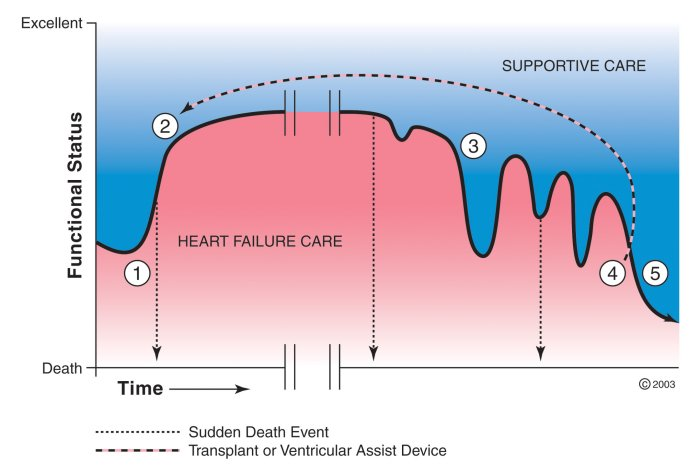 Excellent
SUPPORTIVE CARE
2
3
Functional Status
HEART FAILURE CARE
1
4
5
Death
Time
© 2003
Sudden Death Event
Transplant or Ventricular Assist Device